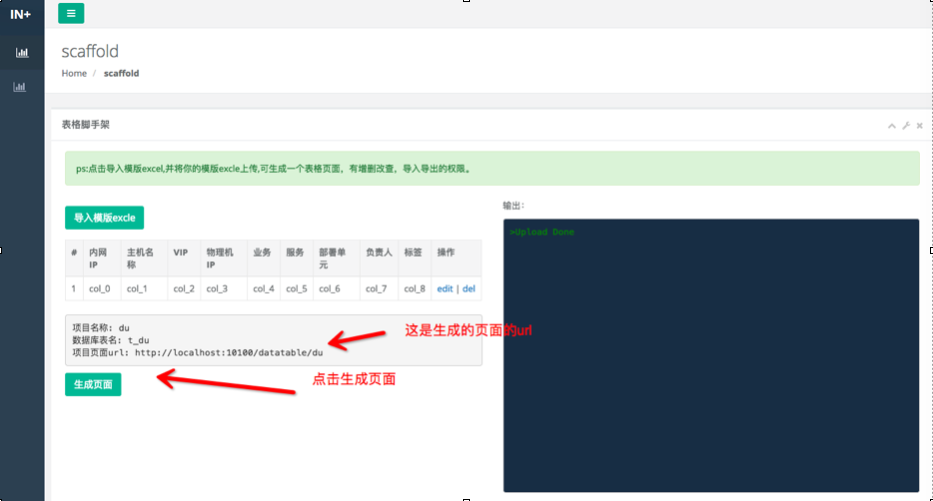 IN+
scaffold
Home / scaffold
表格脚手架
ps:点击导入模版excel,并将你的模版excle上传,可生成一个表格页面，有增删改查，导入导出的权限。
导入模版excle
输出:
>Upload Done
# 内网IP 主机名称 VIP 物理机IP 业务 服务 部署单元 负责人 标签 操作
1 col_0 col_1 col_2 col_3 col_4 col_5 col_6 col_7 col_8 edit | del
项目名称: du
数据库表名: t_du
项目页面url: http://localhost:10100/datatable/du
这是生成的页面的url
点击生成页面
生成页面